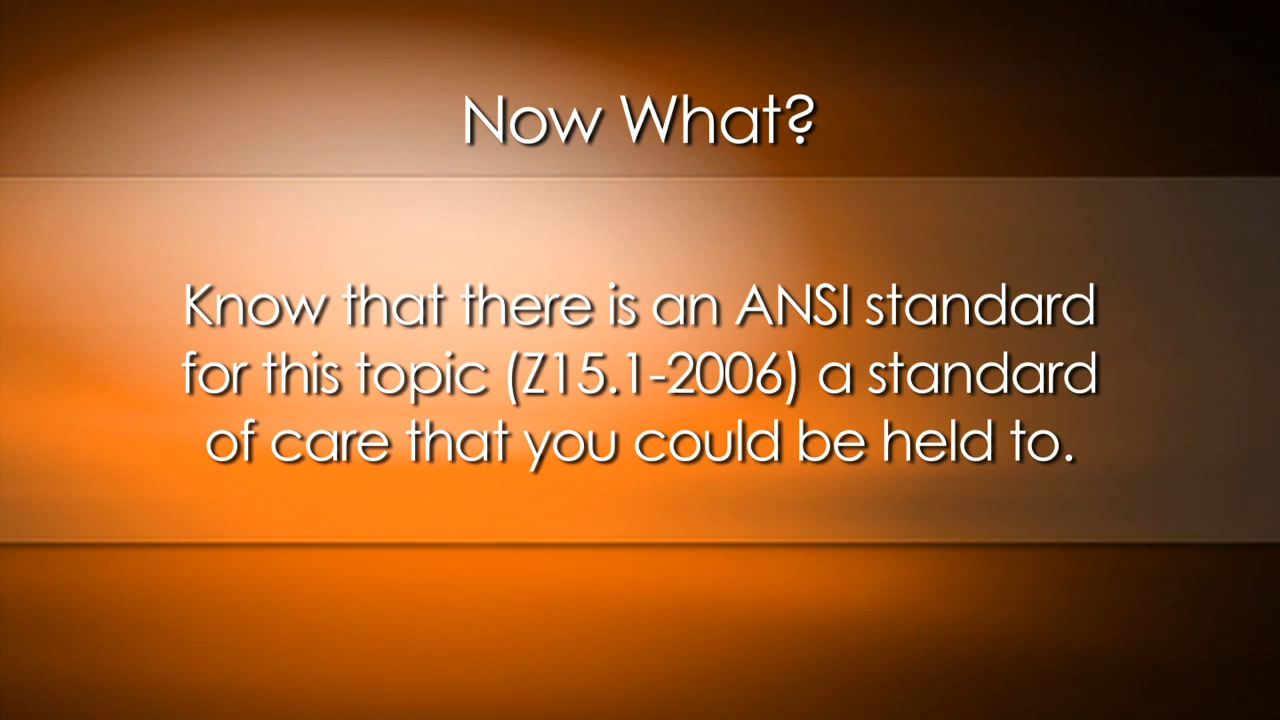 Now What?
Know that there is an ANSI standard
for this topic (Z15.1-2006) a standard
of care that you could be held to.